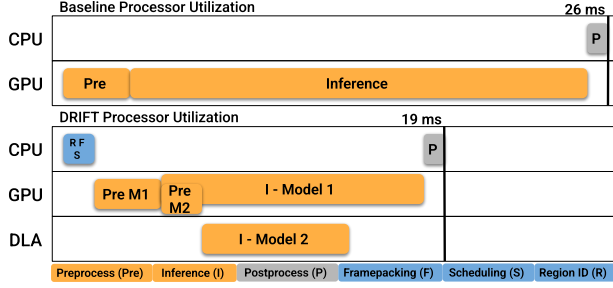 Baseline Processor Utilization
26 ms
CPU
P
GPU
Pre
Inference
DRIFT Processor Utilization
19 ms
CPU
R F
S
P
GPU
Pre M1
Pre
M2
I - Model 1
DLA
I - Model 2
Preprocess (Pre)
Inference (I)
Postprocess (P)
Framepacking (F)
Scheduling (S)
Region ID (R)